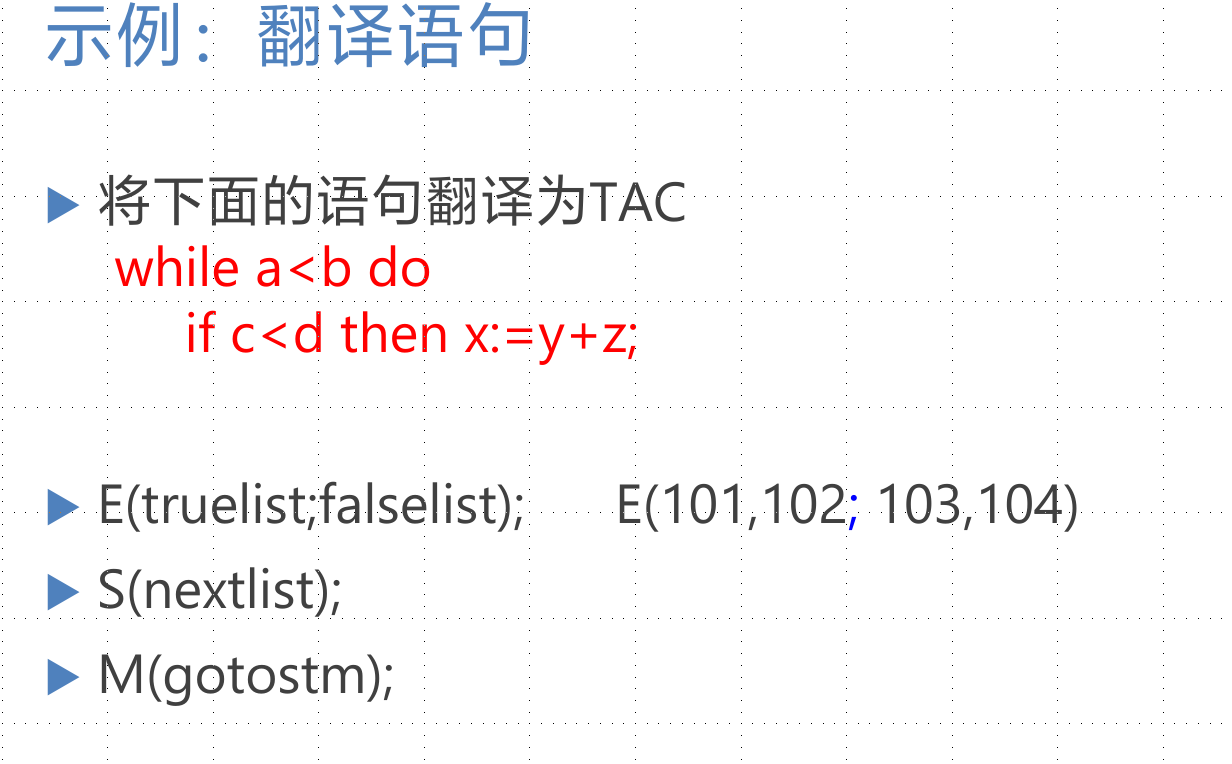 示例：翻译语句
将下面的语句翻译为TAC
while a<b do
if c<d then x:=y+z;
E(truelist;falselist); E(101,102; 103,104)
S(nextlist);
M(gotostm);